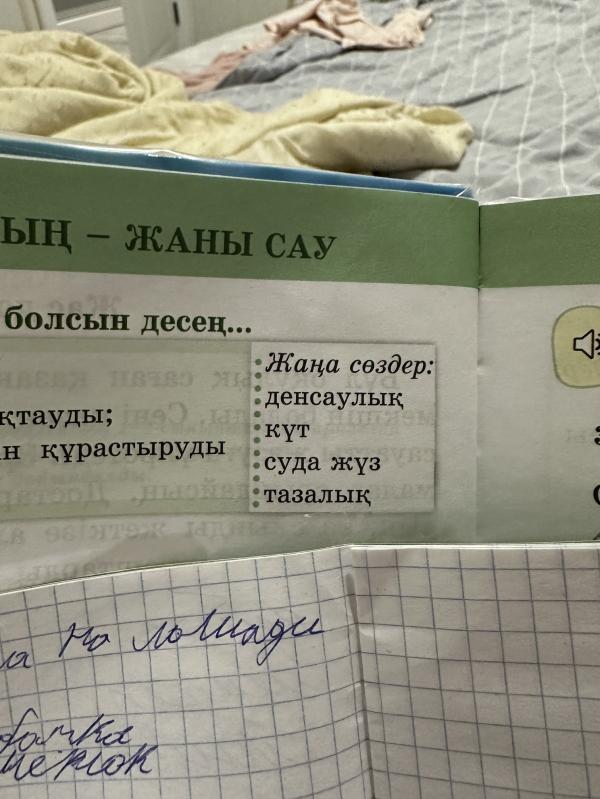 ЫҢ – ЖАНЫ САУ
болсын десең...
Жаңа сөздер:
денсаулық
күт
суда жүз
тазалық
қтауды;
н құрастыруды
на лошади